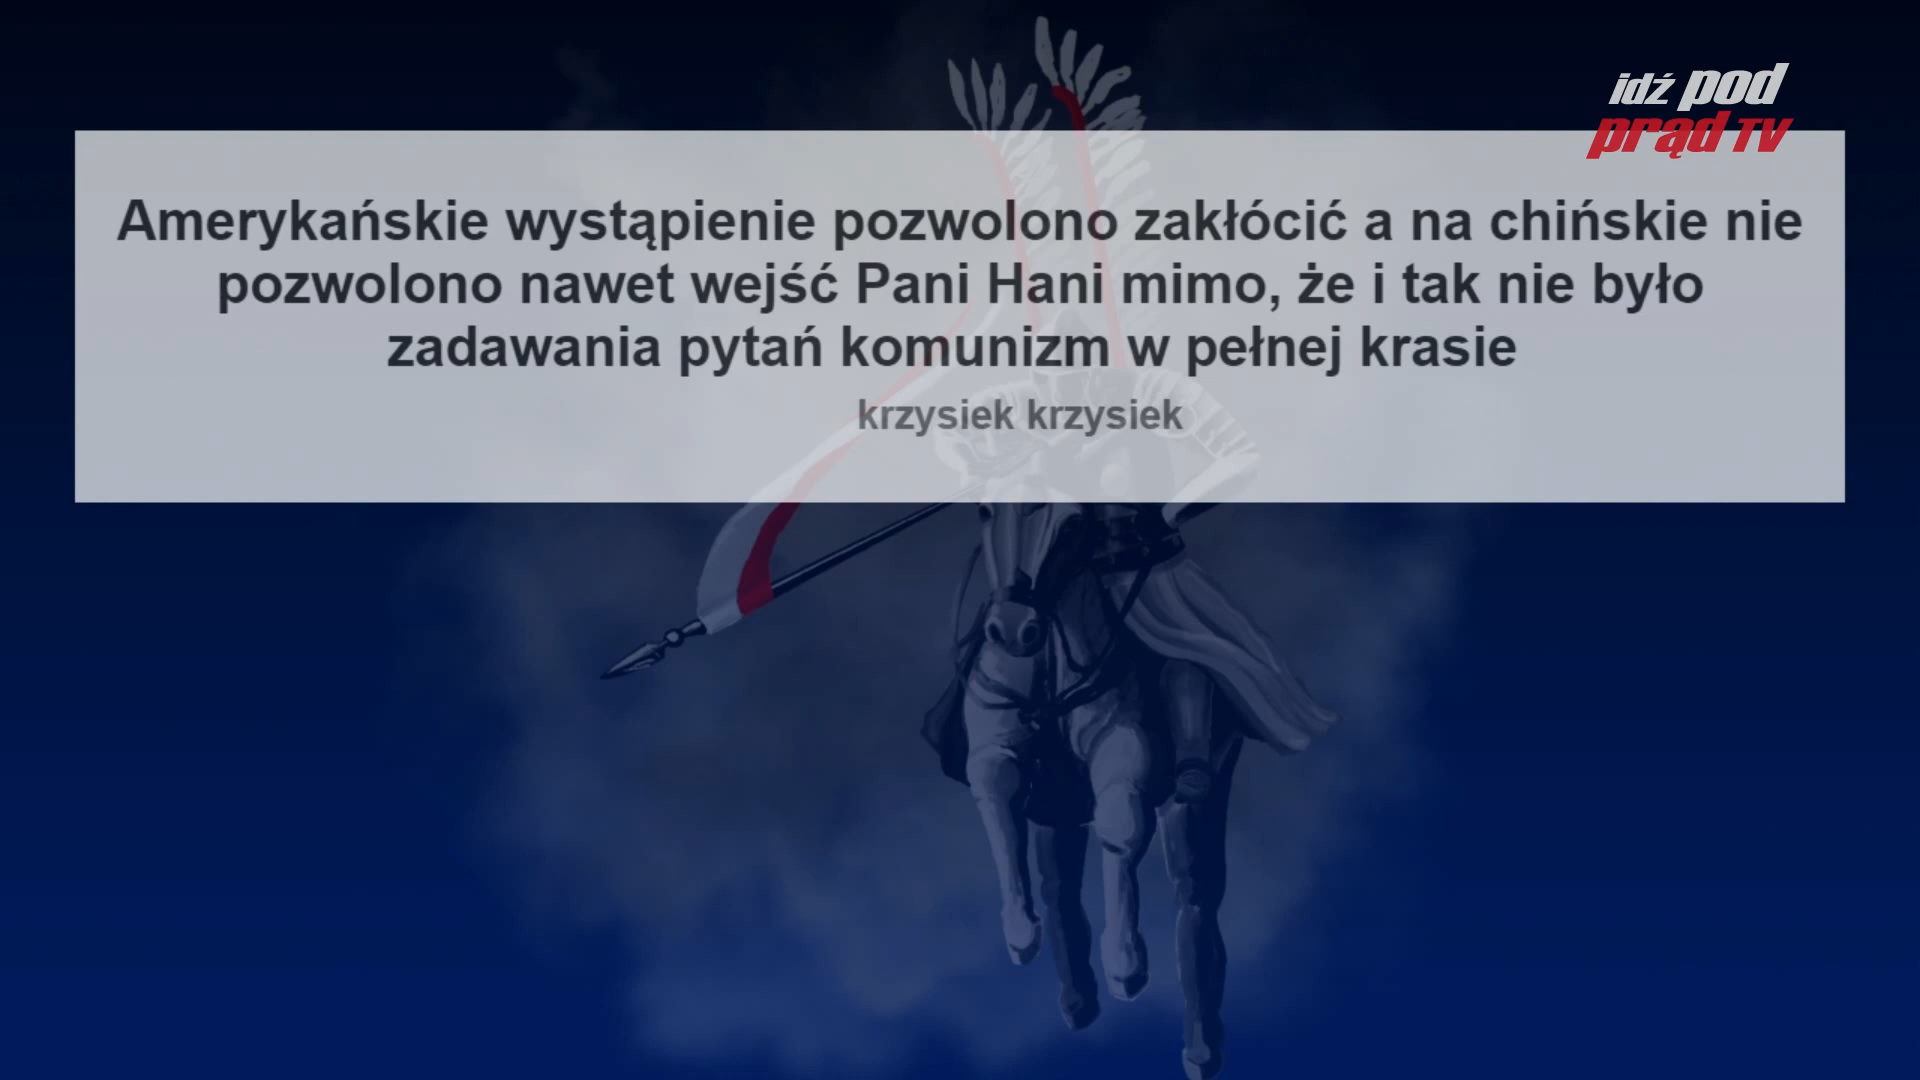 idź pod
prąd TV
Amerykańskie wystąpienie pozwolono zakłócić a na chińskie nie
pozwolono nawet wejść Pani Hani mimo, że i tak nie było
zadawania pytań komunizm w pełnej krasie
krzysiek krzysiek